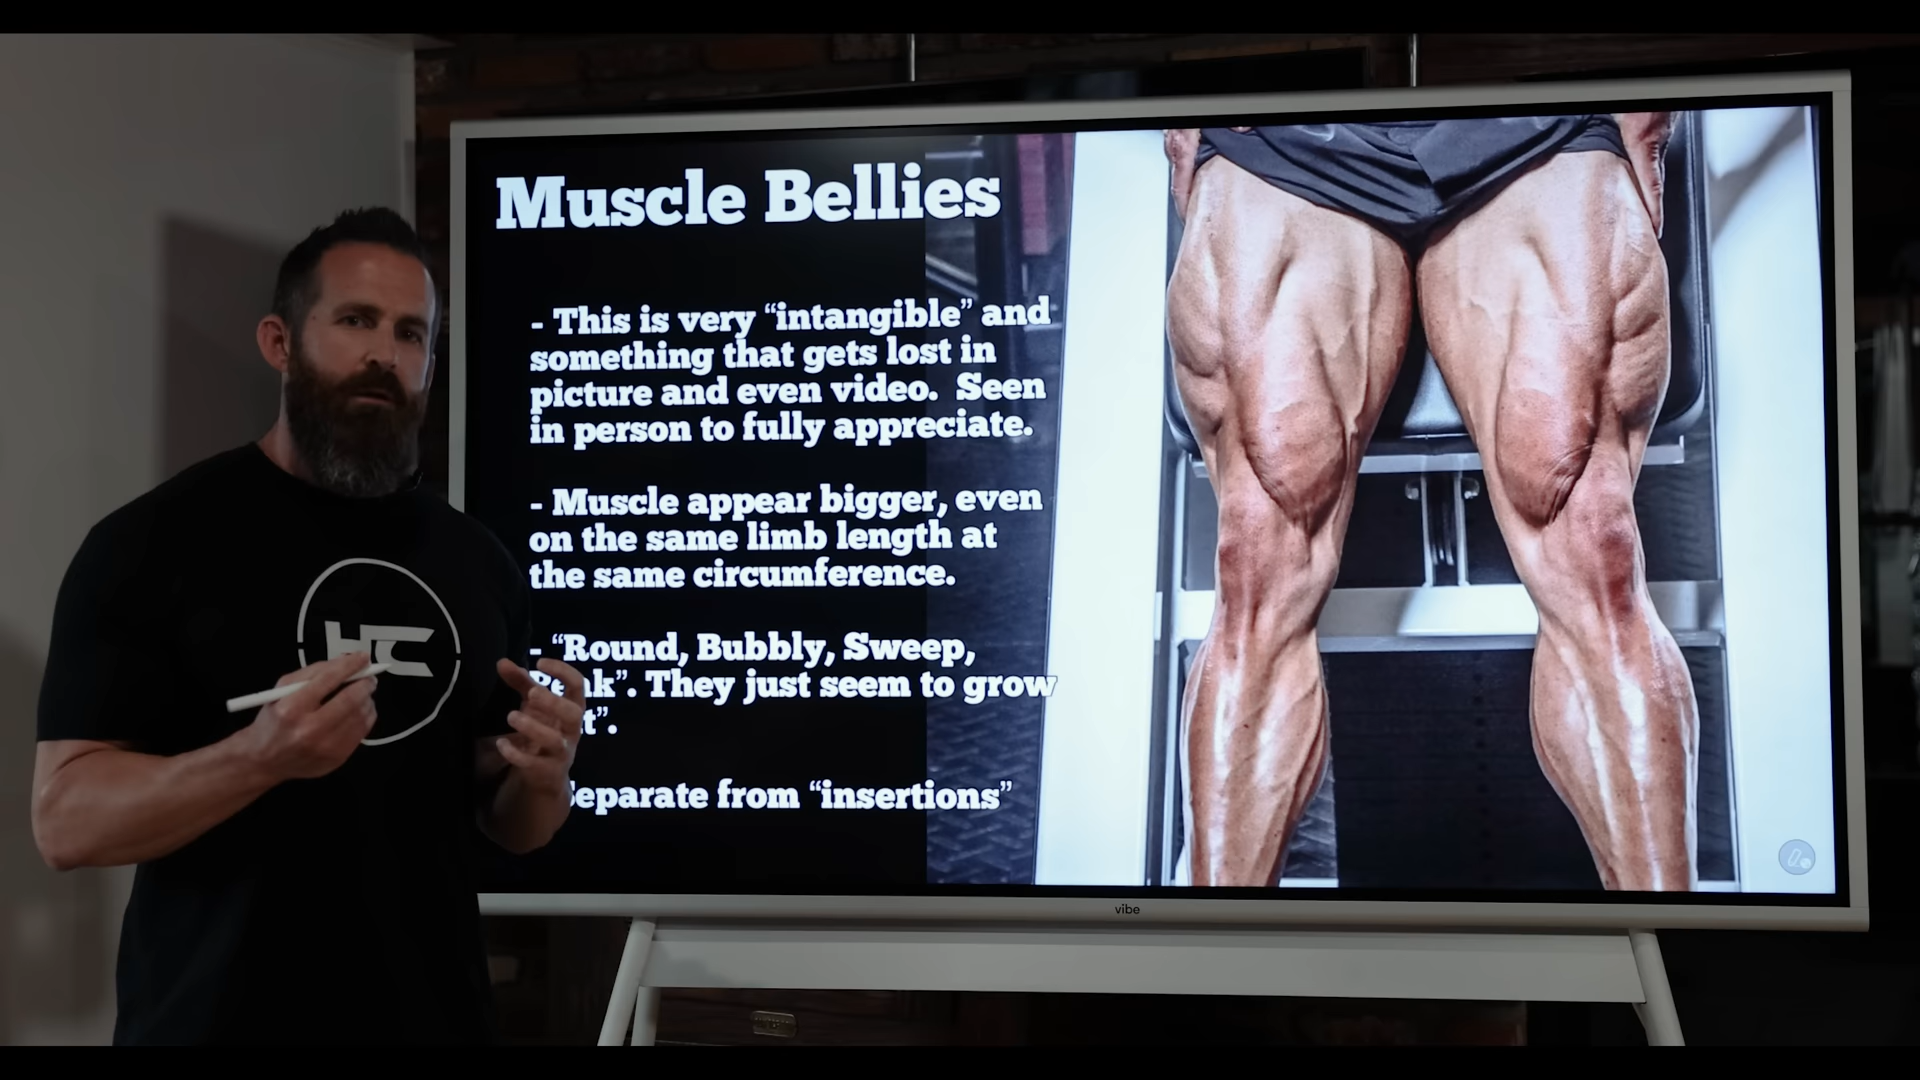 Muscle Bellies
- This is very “intangible” and
something that gets lost in
picture and even video. Seen
in person to fully appreciate.
- Muscle appear bigger, even
on the same limb length at
the same circumference.
- “Round, Bubbly, Sweep,
They just seem to grow
Separate from “insertions”
HC
vibe